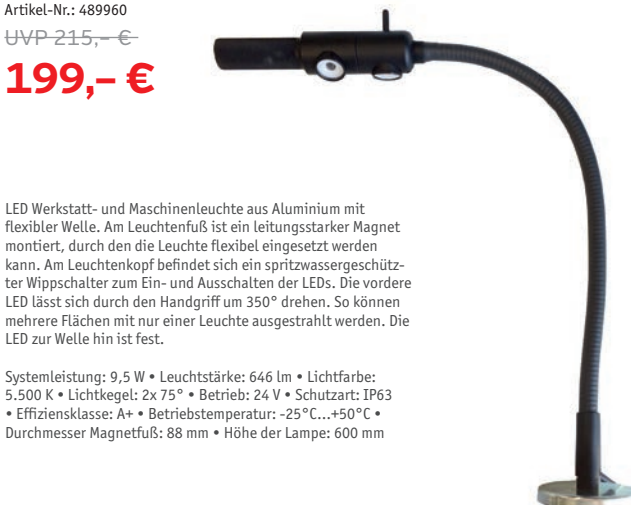 Artikel-Nr.: 489960
UVP 215,– €
199,– €
LED Werkstatt- und Maschinenleuchte aus Aluminium mit
flexibler Welle. Am Leuchtenfuß ist ein leitungsstarker Magnet
montiert, durch den die Leuchte flexibel eingesetzt werden
kann. Am Leuchtenkopf befindet sich ein spritzwassergeschütz-
ter Wippschalter zum Ein- und Ausschalten der LEDs. Die vordere
LED lässt sich durch den Handgriff um 350° drehen. So können
mehrere Flächen mit nur einer Leuchte ausgestrahlt werden. Die
LED zur Welle hin ist fest.
Systemleistung: 9,5 W • Leuchtstärke: 646 lm • Lichtfarbe:
5.500 K • Lichtkegel: 2x 75° • Betrieb: 24 V • Schutzart: IP63
• Effiziensklasse: A+ • Betriebstemperatur: -25°C...+50°C •
Durchmesser Magnetfuß: 88 mm • Höhe der Lampe: 600 mm